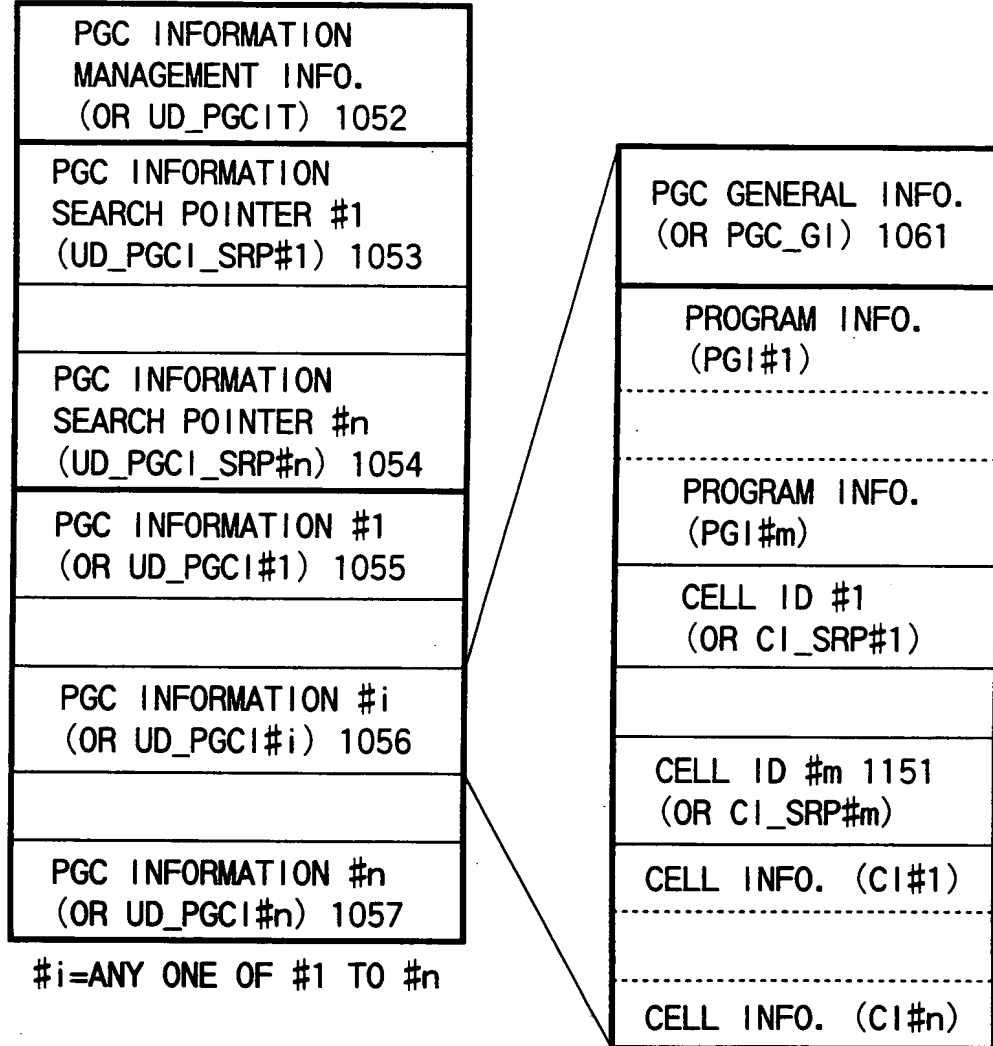 PGC INFORMATION
MANAGEMENT INFO.
(OR UD_PGCIT) 1052
PGC INFORMATION
SEARCH POINTER #1
(UD_PGCI_SRP#1) 1053
PGC INFORMATION
SEARCH POINTER #n
(UD_PGCI_SRP#n) 1054
PGC INFORMATION #1
(OR UD_PGCI#1) 1055
PGC INFORMATION #i
(OR UD_PGCI#i) 1056
PGC INFORMATION #n
(OR UD_PGCI#n) 1057
#i=ANY ONE OF #1 TO #n
PGC GENERAL INFO.
(OR PGC_GI) 1061
PROGRAM INFO.
(PGI#1)
PROGRAM INFO.
(PGI#m)
CELL ID #1
(OR CI_SRP#1)
CELL ID #m 1151
(OR CI_SRP#m)
CELL INFO. (CI#1)
CELL INFO. (CI#n)